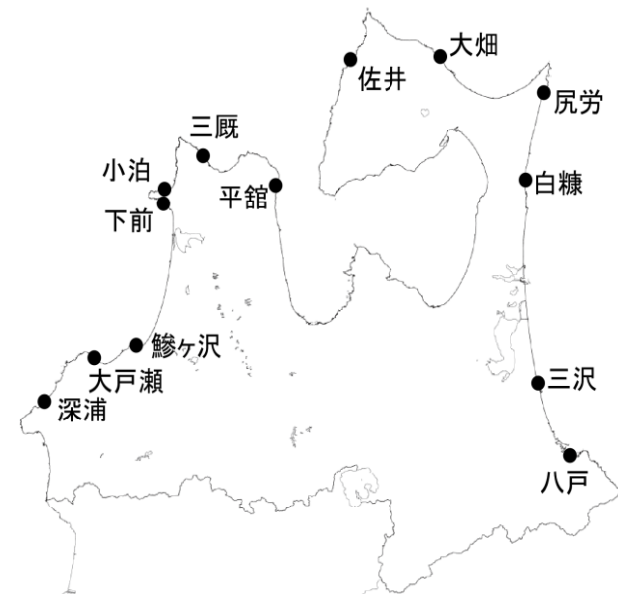 大畑
佐井
尻労
三厩
小泊
平舘
白糠
下前
鰺ヶ沢
大戸瀬
三沢
深浦
八戸